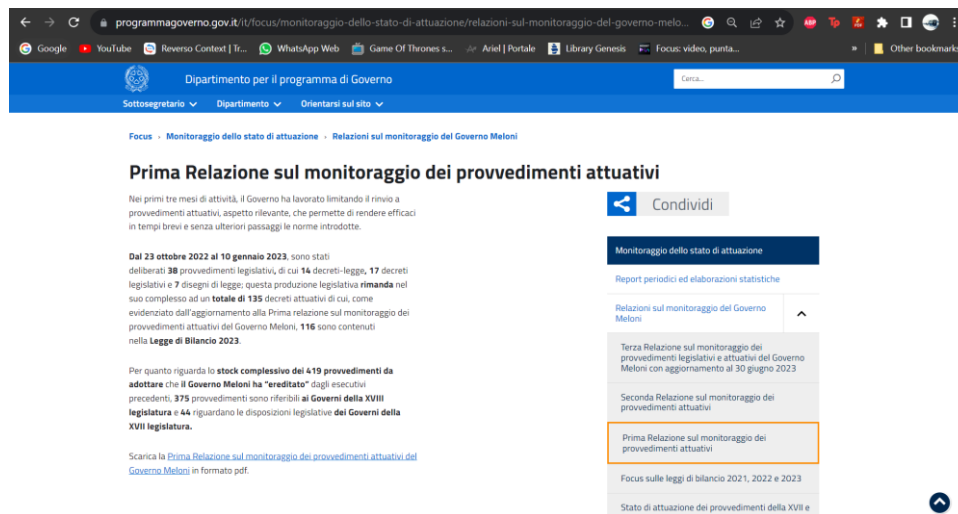 programmagoverno.gov.it/it/focus/monitoraggio-dello-stato-di-attuazione/relazioni-sul-monitoraggio-del-governo-melo...
Google YouTube Reverso Context | Tr... WhatsApp Web Game Of Thrones s... Ariel | Portale Library Genesis Focus: video, punta... » Other bookmarks
Dipartimento per il programma di Governo
Cerca...
Sottosegretario Dipartimento Orientarsi sul sito
Focus Monitoraggio dello stato di attuazione Relazioni sul monitoraggio del Governo Meloni
Prima Relazione sul monitoraggio dei provvedimenti attuativi
Nei primi tre mesi di attività, il Governo ha lavorato limitando il rinvio a
provvedimenti attuativi, aspetto rilevante, che permette di rendere efficaci
in tempi brevi e senza ulteriori passaggi le norme introdotte.
Dal 23 ottobre 2022 al 10 gennaio 2023, sono stati
deliberati 38 provvedimenti legislativi, di cui 14 decreti-legge, 17 decreti
legislativi e 7 disegni di legge; questa produzione legislativa rimanda nel
suo complesso ad un totale di 135 decreti attuativi di cui, come
evidenziato dall'aggiornamento alla Prima relazione sul monitoraggio dei
provvedimenti attuativi del Governo Meloni, 116 sono contenuti
nella Legge di Bilancio 2023.
Per quanto riguarda lo stock complessivo dei 419 provvedimenti da
adottare che il Governo Meloni ha "ereditato" dagli esecutivi
precedenti, 375 provvedimenti sono riferibili ai Governi della XVIII
legislatura e 44 riguardano le disposizioni legislative dei Governi della
XVII legislatura.
Scarica la Prima Relazione sul monitoraggio dei provvedimenti attuativi del
Governo Meloni in formato pdf.
Condividi
Monitoraggio dello stato di attuazione
Report periodici ed elaborazioni statistiche
Relazioni sul monitoraggio del Governo
Meloni
Terza Relazione sul monitoraggio dei
provvedimenti legislativi e attuativi del Governo
Meloni con aggiornamento al 30 giugno 2023
Seconda Relazione sul monitoraggio dei
provvedimenti attuativi
Prima Relazione sul monitoraggio dei
provvedimenti attuativi
Focus sulle leggi di bilancio 2021, 2022 e 2023
Stato di attuazione dei provvedimenti della XVII e